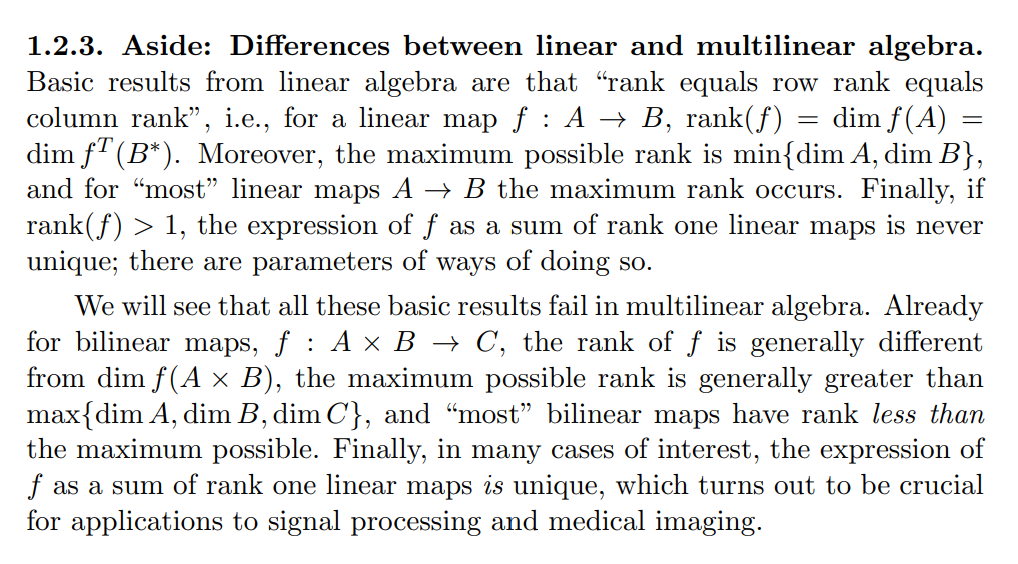 1.2.3. Aside: Differences between linear and multilinear algebra.
Basic results from linear algebra are that “rank equals row rank equals
column rank”, i.e., for a linear map f : A → B, rank(f) = dim f(A) =
dim fᵀ(B*). Moreover, the maximum possible rank is min{dim A, dim B},
and for “most” linear maps A → B the maximum rank occurs. Finally, if
rank(f) > 1, the expression of f as a sum of rank one linear maps is never
unique; there are parameters of ways of doing so.
We will see that all these basic results fail in multilinear algebra. Already
for bilinear maps, f : A × B → C, the rank of f is generally different
from dim f(A × B), the maximum possible rank is generally greater than
max{dim A, dim B, dim C}, and “most” bilinear maps have rank less than
the maximum possible. Finally, in many cases of interest, the expression of
f as a sum of rank one linear maps is unique, which turns out to be crucial
for applications to signal processing and medical imaging.